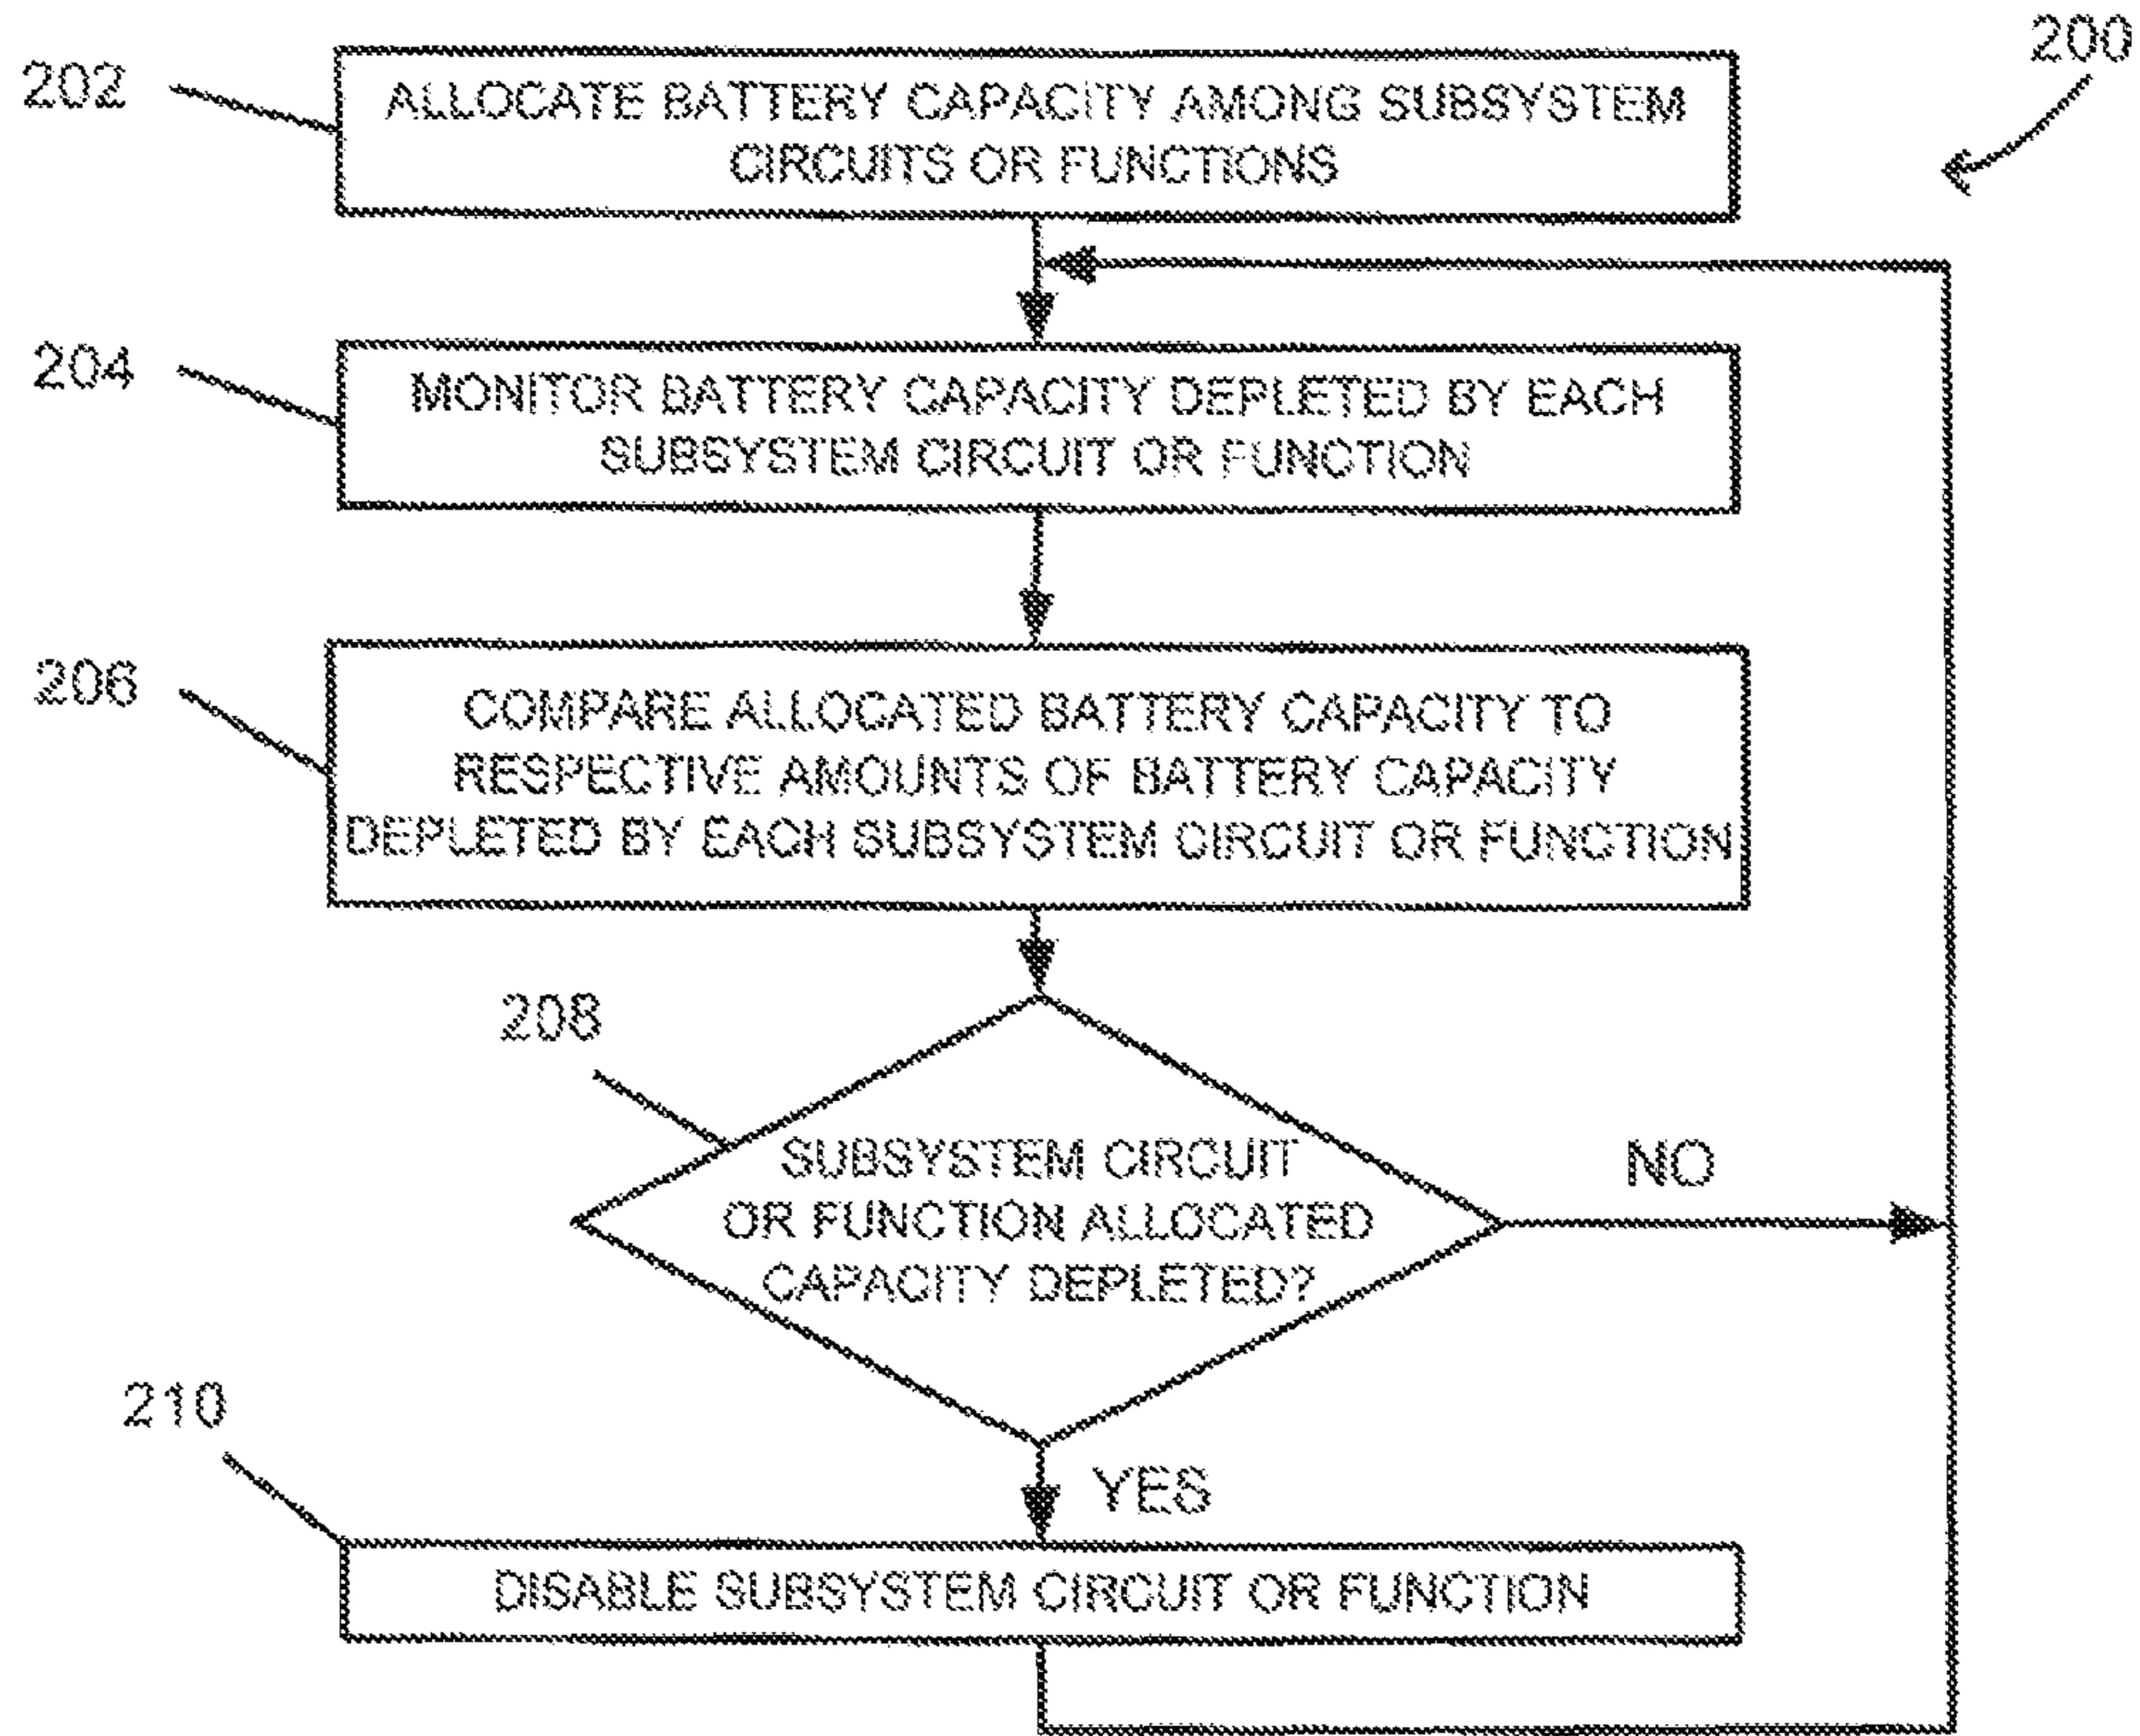 200
202
ALLOCATE BATTERY CAPACITY AMONG SUBSYSTEM
CIRCUITS OR FUNCTIONS
204
MONITOR BATTERY CAPACITY DEPLETED BY EACH
SUBSYSTEM CIRCUIT OR FUNCTION
206
COMPARE ALLOCATED BATTERY CAPACITY TO
RESPECTIVE AMOUNTS OF BATTERY CAPACITY
DEPLETED BY EACH SUBSYSTEM CIRCUIT OR FUNCTION
208
SUBSYSTEM CIRCUIT
OR FUNCTION ALLOCATED
CAPACITY DEPLETED?
NO
YES
210
DISABLE SUBSYSTEM CIRCUIT OR FUNCTION